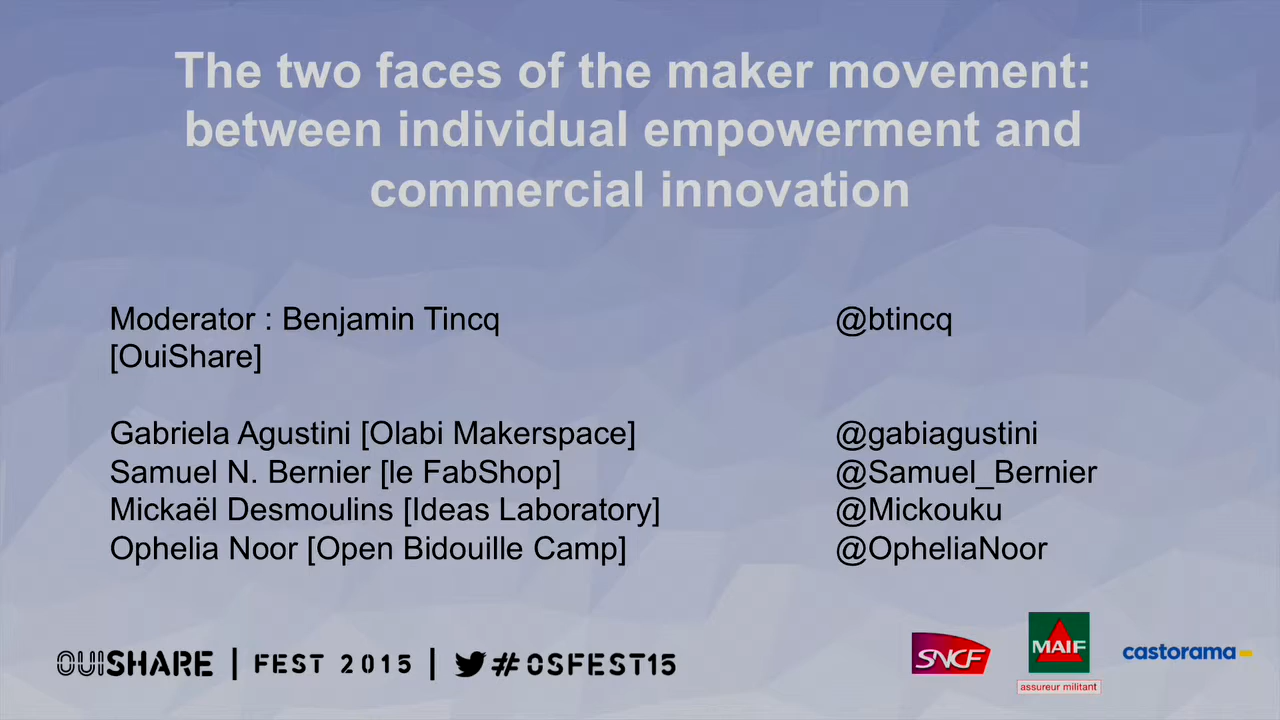 The two faces of the maker movement:
between individual empowerment and
commercial innovation
Moderator : Benjamin Tincq @btincq
[OuiShare]
Gabriela Agustini [Olabi Makerspace] @gabiagustini
Samuel N. Bernier [le FabShop] @Samuel_Bernier
Mickaël Desmoulins [Ideas Laboratory] @Mickouku
Ophelia Noor [Open Bidouille Camp] @OpheliaNoor
OUISHARE | FEST 2015 | #OSFEST15
SNCF MAIF castorama
assureur militant